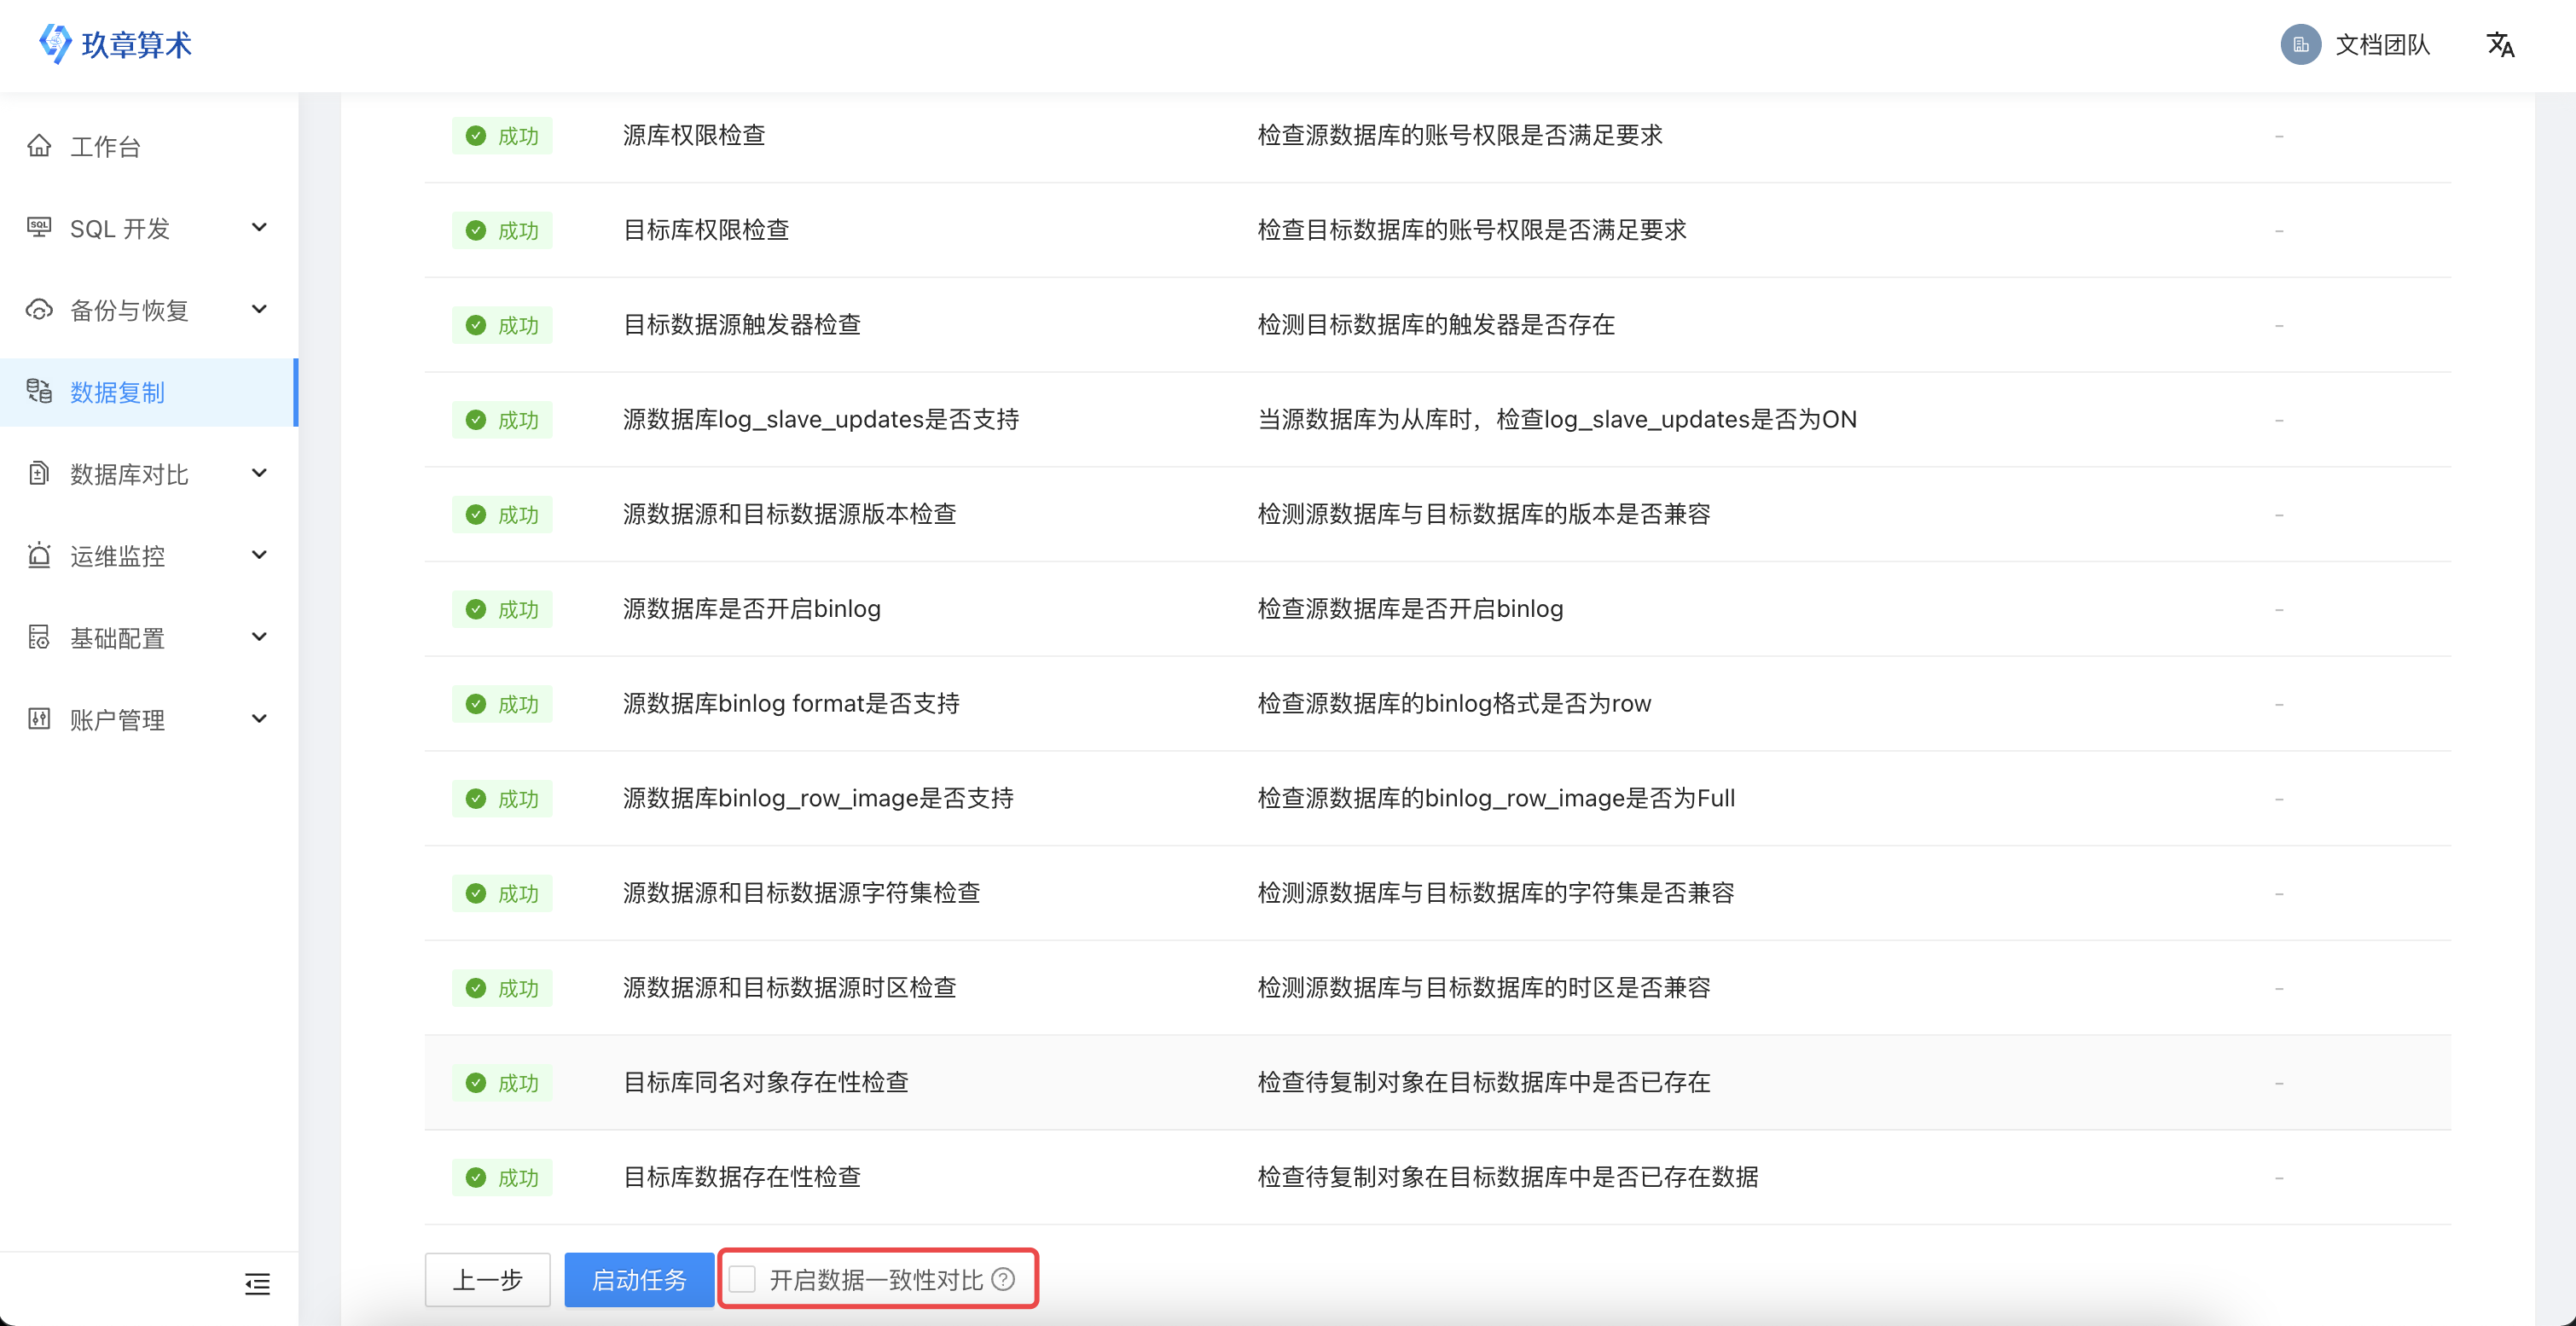 玖章算术
文档团队
工作台
SQL 开发
备份与恢复
数据复制
数据库对比
运维监控
基础配置
账户管理
成功 源库权限检查 检查源数据库的账号权限是否满足要求 -
成功 目标库权限检查 检查目标数据库的账号权限是否满足要求 -
成功 目标数据源触发器检查 检测目标数据库的触发器是否存在 -
成功 源数据库log_slave_updates是否支持 当源数据库为从库时，检查log_slave_updates是否为ON -
成功 源数据源和目标数据源版本检查 检测源数据库与目标数据库的版本是否兼容 -
成功 源数据库是否开启binlog 检查源数据库是否开启binlog -
成功 源数据库binlog format是否支持 检查源数据库的binlog格式是否为row -
成功 源数据库binlog_row_image是否支持 检查源数据库的binlog_row_image是否为Full -
成功 源数据源和目标数据源字符集检查 检测源数据库与目标数据库的字符集是否兼容 -
成功 源数据源和目标数据源时区检查 检测源数据库与目标数据库的时区是否兼容 -
成功 目标库同名对象存在性检查 检查待复制对象在目标数据库中是否已存在 -
成功 目标库数据存在性检查 检查待复制对象在目标数据库中是否已存在数据 -
上一步 启动任务 开启数据一致性对比